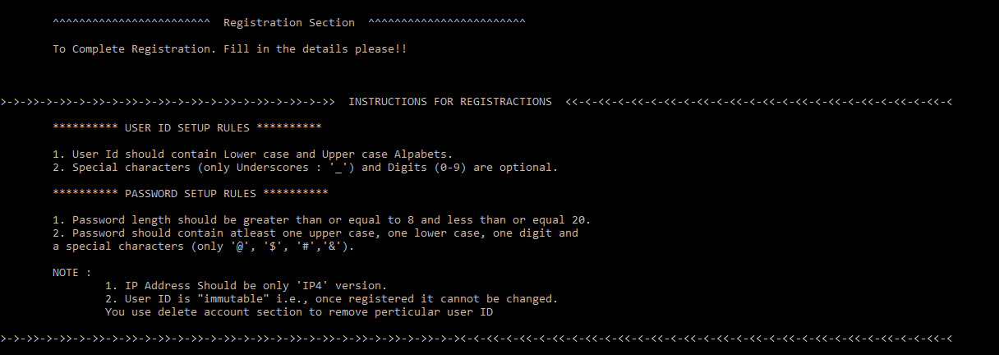 ^^^^^^^^^^^^^^^^^^^^^^^^ Registration Section ^^^^^^^^^^^^^^^^^^^^^^^^
To Complete Registration. Fill in the details please!!
>->->>->->>->->>->->>->->>->->>->->>->->>->->>->->> INSTRUCTIONS FOR REGISTRACTIONS <<-<-<<-<-<<-<-<<-<-<<-<-<<-<-<<-<-<<-<-<<-<-<<-<-<<-<-<<-<
********** USER ID SETUP RULES **********
1. User Id should contain Lower case and Upper case Alpabets.
2. Special characters (only Underscores : '_') and Digits (0-9) are optional.
********** PASSWORD SETUP RULES **********
1. Password length should be greater than or equal to 8 and less than or equal 20.
2. Password should contain atleast one upper case, one lower case, one digit and
a special characters (only '@', '$', '#','&').
NOTE :
1. IP Address Should be only 'IP4' version.
2. User ID is "immutable" i.e., once registered it cannot be changed.
You use delete account section to remove perticular user ID
>->->>->->>->->>->->>->->>->->>->->>->->>->->>->->>->->>->->>->->>->-><-<-<<-<-<<-<-<<-<-<<-<-<<-<-<<-<-<<-<-<<-<-<<-<-<<-<-<<-<-<<-<-<<-<-<<-<